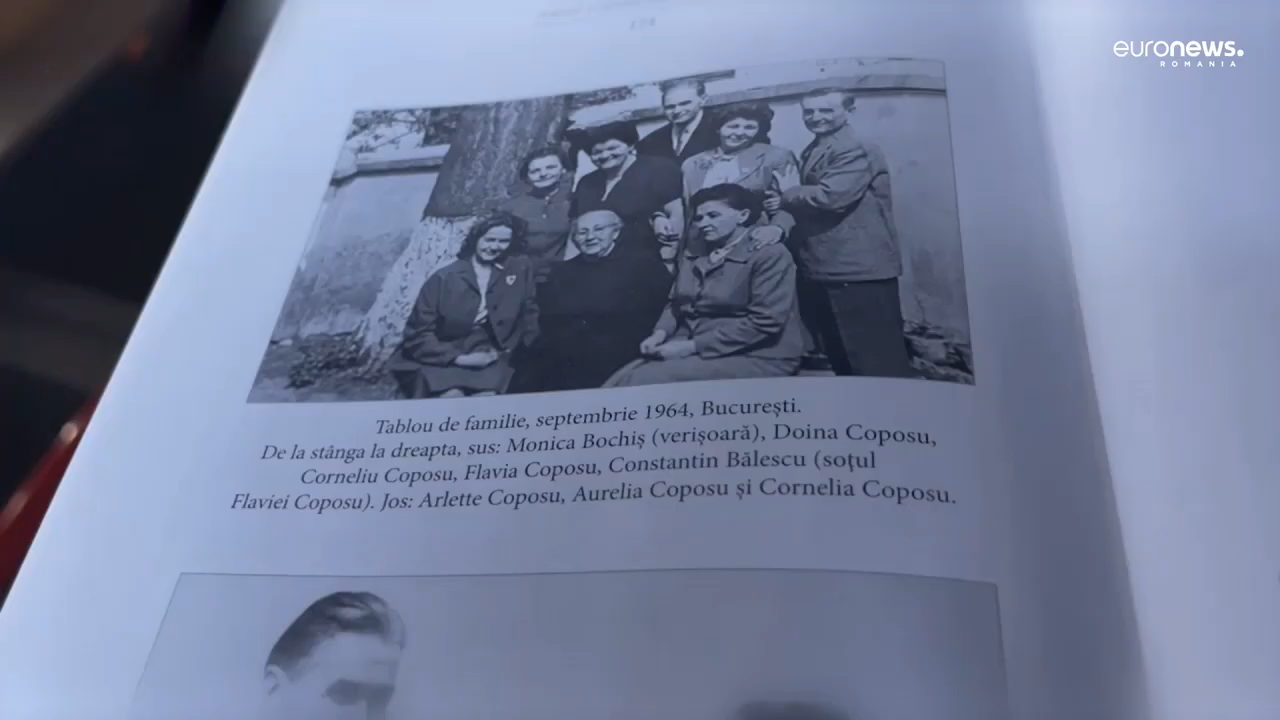 euronews.
ROMANIA
Tablou de familie, septembrie 1964, București.
De la stânga la dreapta, sus: Monica Bochiș (verișoară), Doina Coposu,
Corneliu Coposu, Flavia Coposu, Constantin Bălescu (soțul
Flaviei Coposu). Jos: Arlette Coposu, Aurelia Coposu și Cornelia Coposu.